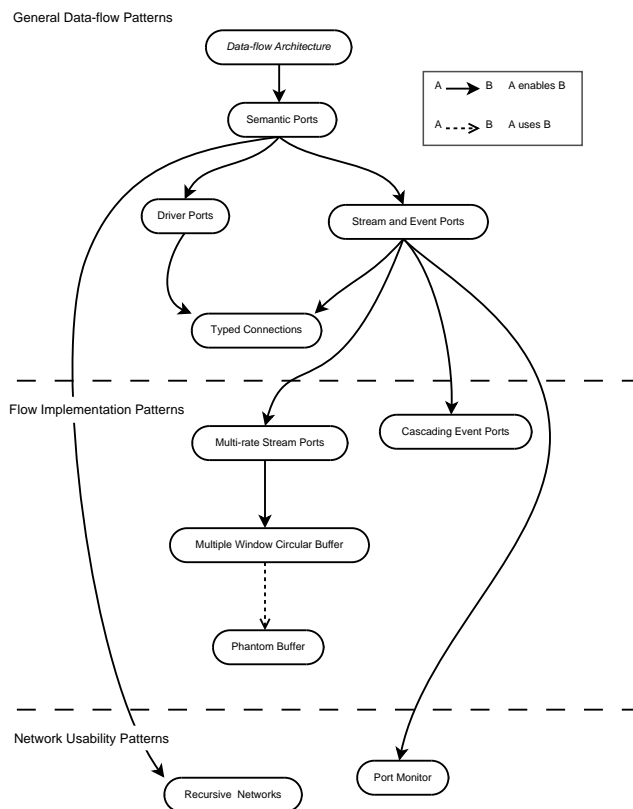 General Data-flow Patterns
Data-flow Architecture
A B A enables B
A B A uses B
Semantic Ports
Driver Ports
Stream and Event Ports
Typed Connections
Flow Implementation Patterns
Cascading Event Ports
Multi-rate Stream Ports
Multiple Window Circular Buffer
Phantom Buffer
Network Usability Patterns
Port Monitor
Recursive Networks